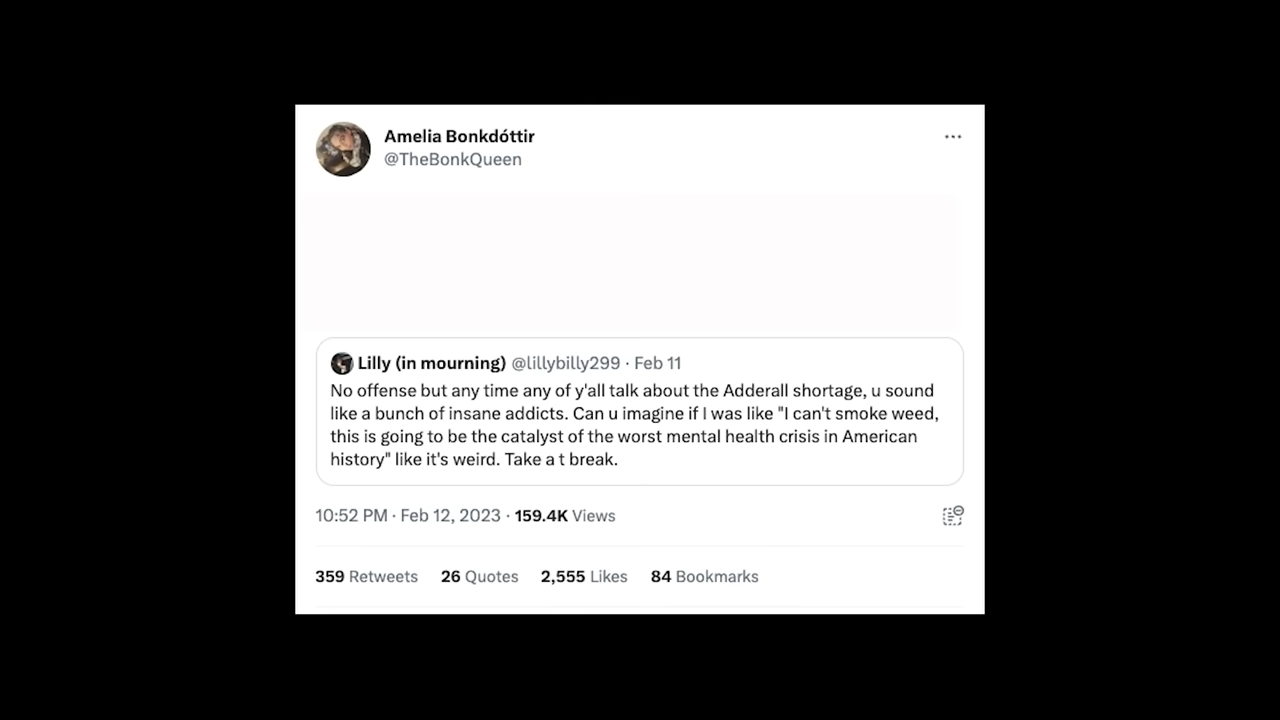 Amelia Bonkdóttir
@TheBonkQueen
Lilly (in mourning) @lillybilly299 · Feb 11
No offense but any time any of y'all talk about the Adderall shortage, u sound
like a bunch of insane addicts. Can u imagine if I was like "I can't smoke weed,
this is going to be the catalyst of the worst mental health crisis in American
history" like it's weird. Take a t break.
10:52 PM · Feb 12, 2023 · 159.4K Views
359 Retweets 26 Quotes 2,555 Likes 84 Bookmarks